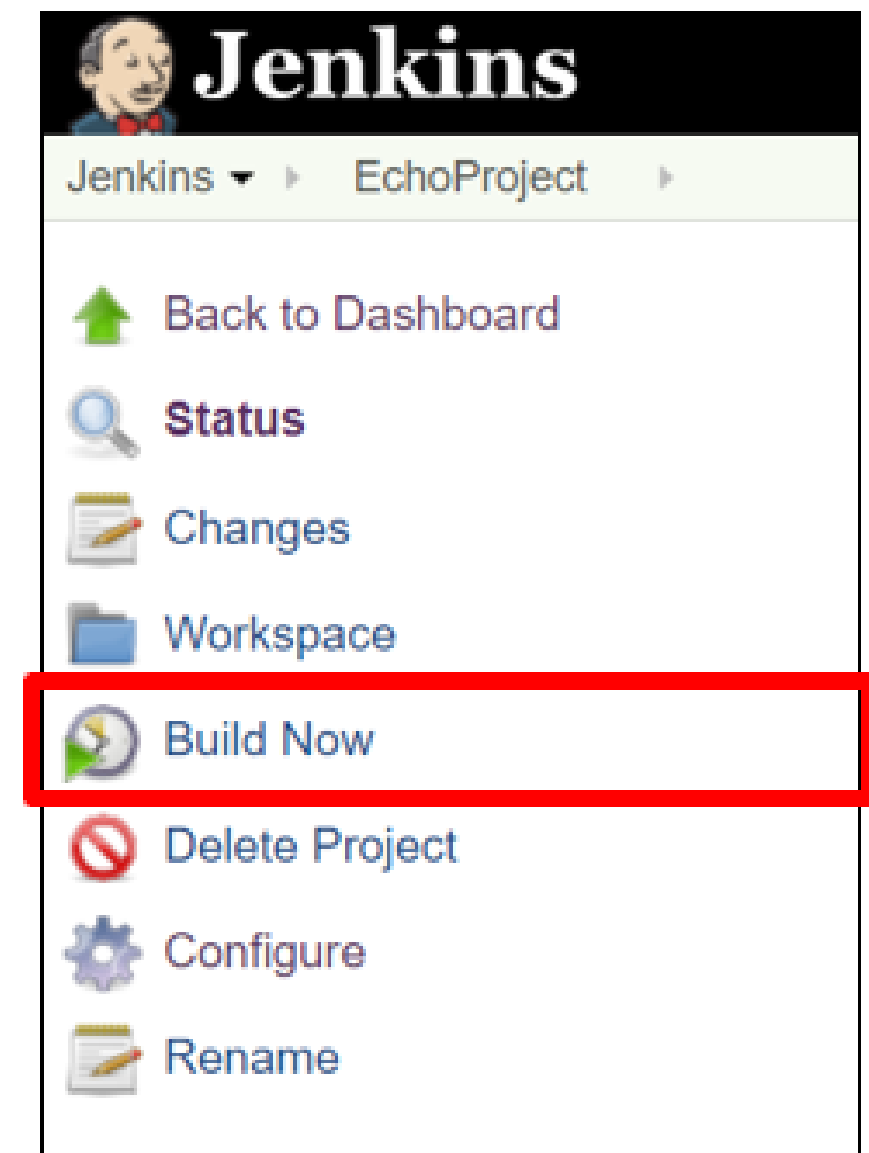 Jenkins
Jenkins EchoProject
Back to Dashboard
Status
Changes
Workspace
Build Now
Delete Project
Configure
Rename